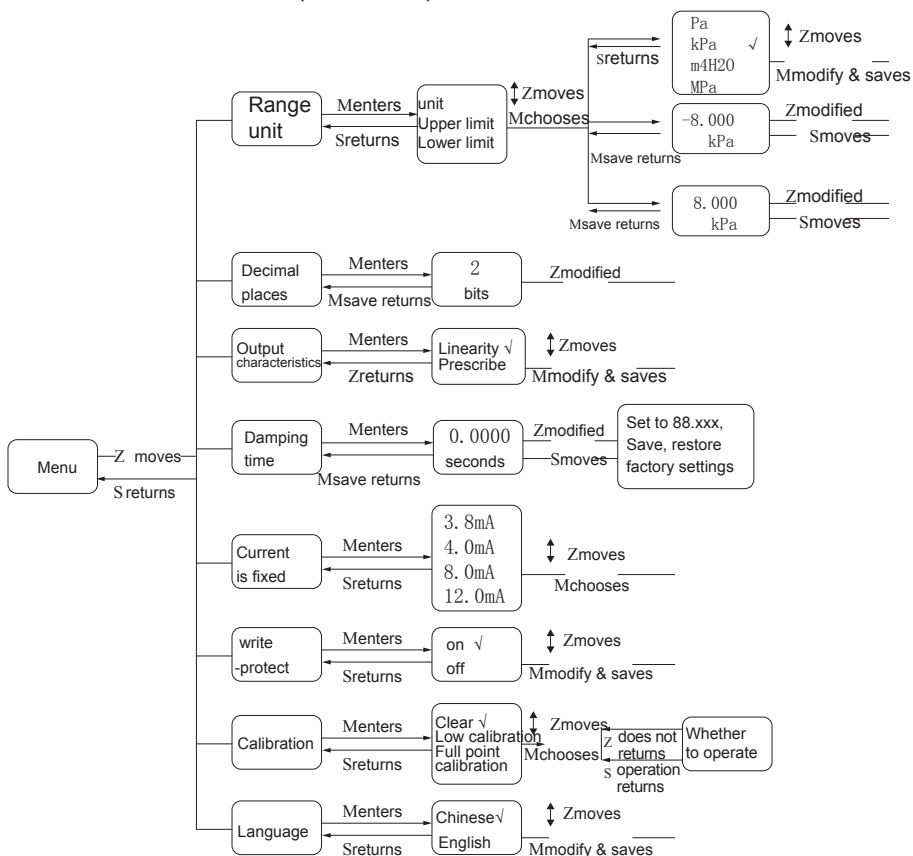 Pa
kPa √
m4H2O
MPa
Zmoves
Sreturns
Mmodify & saves
Range
unit
Menters
Sreturns
unit
Upper limit
Lower limit
Zmoves
Mchooses
-8.000
kPa
Zmodified
Smoves
Msave returns
8.000
kPa
Zmodified
Smoves
Msave returns
Decimal
places
Menters
Msave returns
2
bits
Zmodified
Output
characteristics
Menters
Zreturns
Linearity √
Prescribe
Zmoves
Mmodify & saves
Menu
Z moves
S returns
Damping
time
Menters
Msave returns
0.0000
seconds
Zmodified
Smoves
Set to 88.xxx,
Save, restore
factory settings
Current
is fixed
Menters
Sreturns
3.8mA
4.0mA
8.0mA
12.0mA
Zmoves
Mchooses
write
-protect
Menters
Sreturns
on √
off
Zmoves
Mmodify & saves
Calibration
Menters
Sreturns
Clear √
Low calibration
Full point
calibration
Zmoves
Mchooses
Z does not
returns
S operation
returns
Whether
to operate
Language
Menters
Sreturns
Chinese√
English
Zmoves
Mmodify & saves